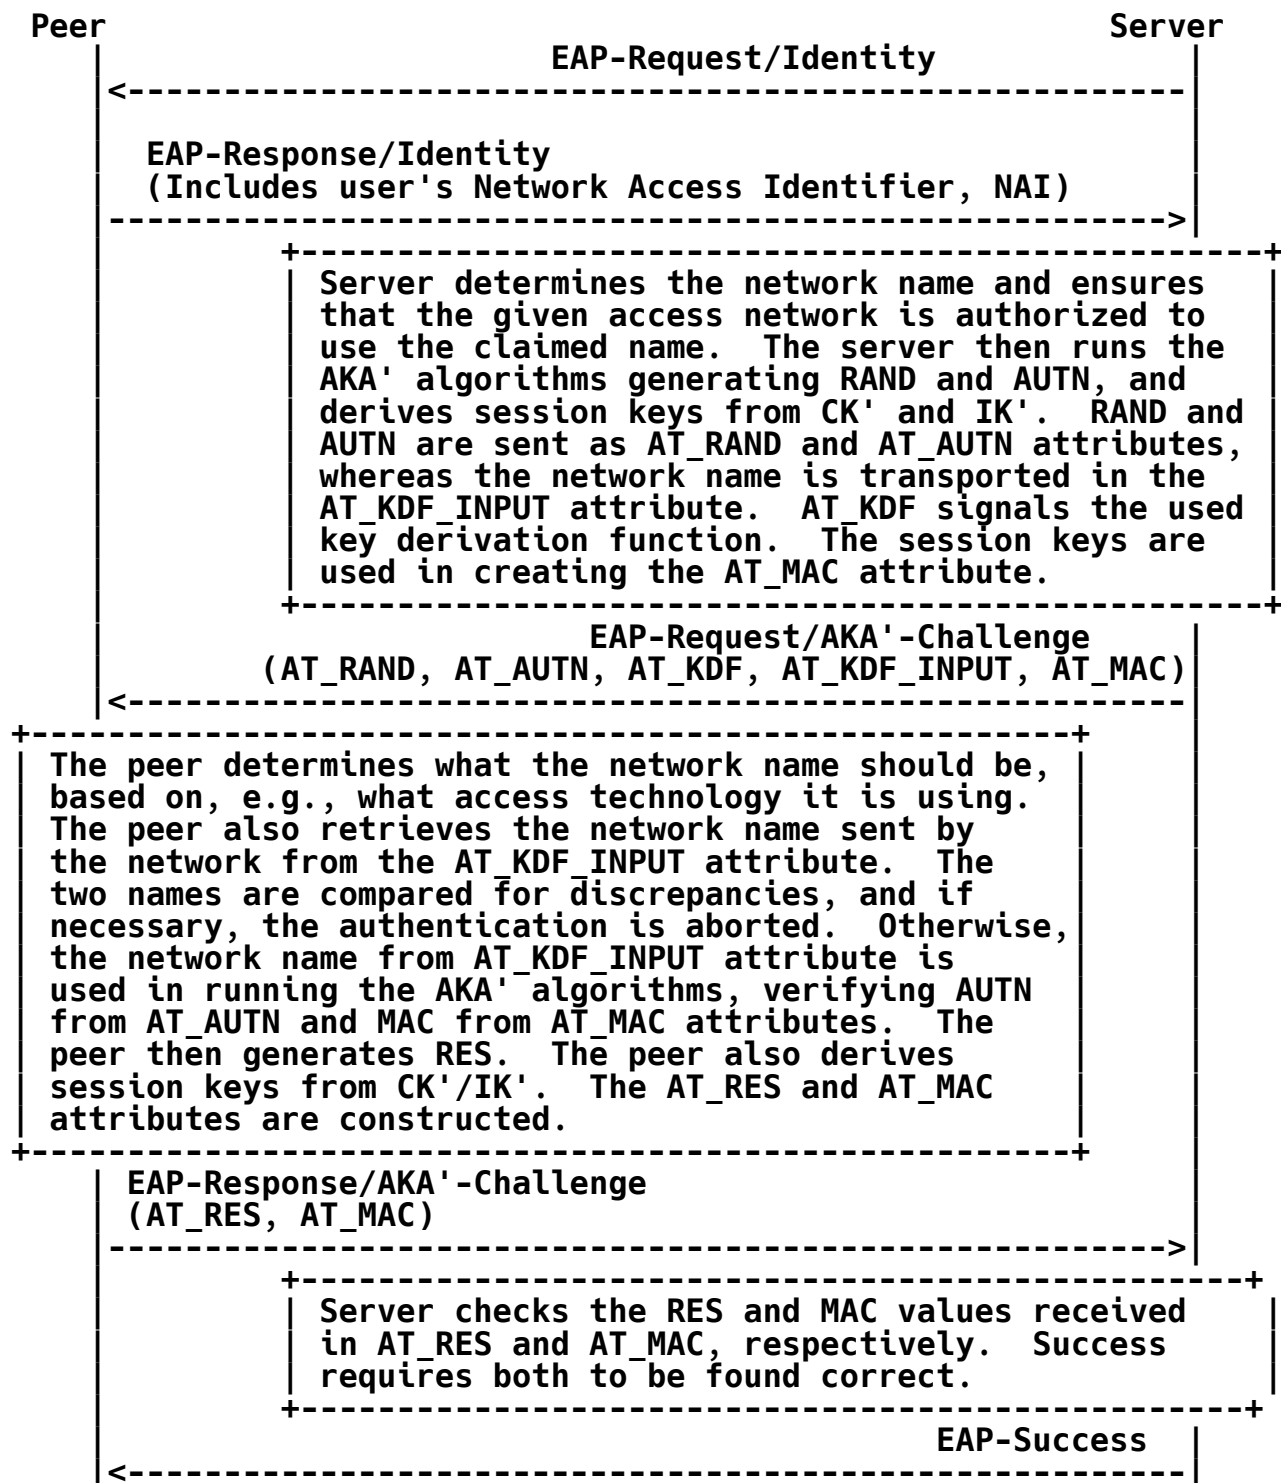 Peer Server
EAP-Request/Identity
EAP-Response/Identity
(Includes user's Network Access Identifier, NAI)
Server determines the network name and ensures
that the given access network is authorized to
use the claimed name. The server then runs the
AKA' algorithms generating RAND and AUTN, and
derives session keys from CK' and IK'. RAND and
AUTN are sent as AT_RAND and AT_AUTN attributes,
whereas the network name is transported in the
AT_KDF_INPUT attribute. AT_KDF signals the used
key derivation function. The session keys are
used in creating the AT_MAC attribute.
EAP-Request/AKA'-Challenge
(AT_RAND, AT_AUTN, AT_KDF, AT_KDF_INPUT, AT_MAC)
The peer determines what the network name should be,
based on, e.g., what access technology it is using.
The peer also retrieves the network name sent by
the network from the AT_KDF_INPUT attribute. The
two names are compared for discrepancies, and if
necessary, the authentication is aborted. Otherwise,
the network name from AT_KDF_INPUT attribute is
used in running the AKA' algorithms, verifying AUTN
from AT_AUTN and MAC from AT_MAC attributes. The
peer then generates RES. The peer also derives
session keys from CK'/IK'. The AT_RES and AT_MAC
attributes are constructed.
EAP-Response/AKA'-Challenge
(AT_RES, AT_MAC)
Server checks the RES and MAC values received
in AT_RES and AT_MAC, respectively. Success
requires both to be found correct.
EAP-Success